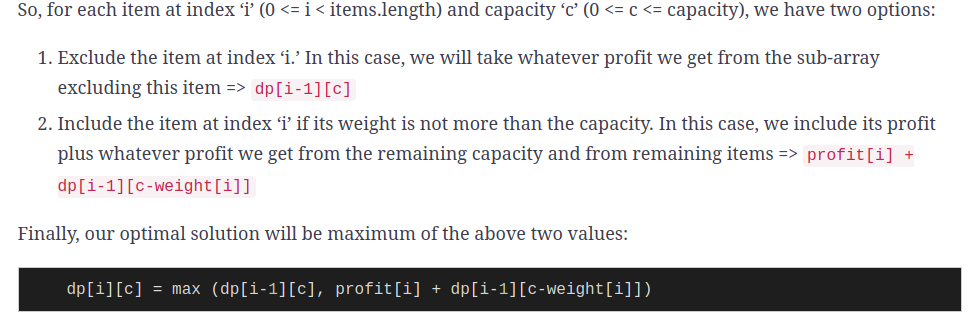 So, for each item at index ‘i’ (0 <= i < items.length) and capacity ‘c’ (0 <= c <= capacity), we have two options:
1. Exclude the item at index ‘i.’ In this case, we will take whatever profit we get from the sub-array
excluding this item => dp[i-1][c]
2. Include the item at index ‘i’ if its weight is not more than the capacity. In this case, we include its profit
plus whatever profit we get from the remaining capacity and from remaining items => profit[i] +
dp[i-1][c-weight[i]]
Finally, our optimal solution will be maximum of the above two values:
dp[i][c] = max (dp[i-1][c], profit[i] + dp[i-1][c-weight[i]])